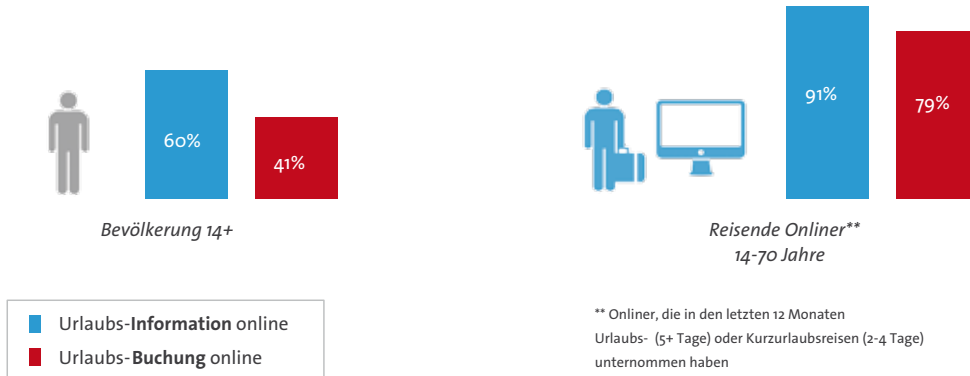 60%
41%
Bevölkerung 14+
91%
79%
Reisende Onliner**
14-70 Jahre
Urlaubs-Information online
Urlaubs-Buchung online
** Onliner, die in den letzten 12 Monaten
Urlaubs- (5+ Tage) oder Kurzurlaubsreisen (2-4 Tage)
unternommen haben